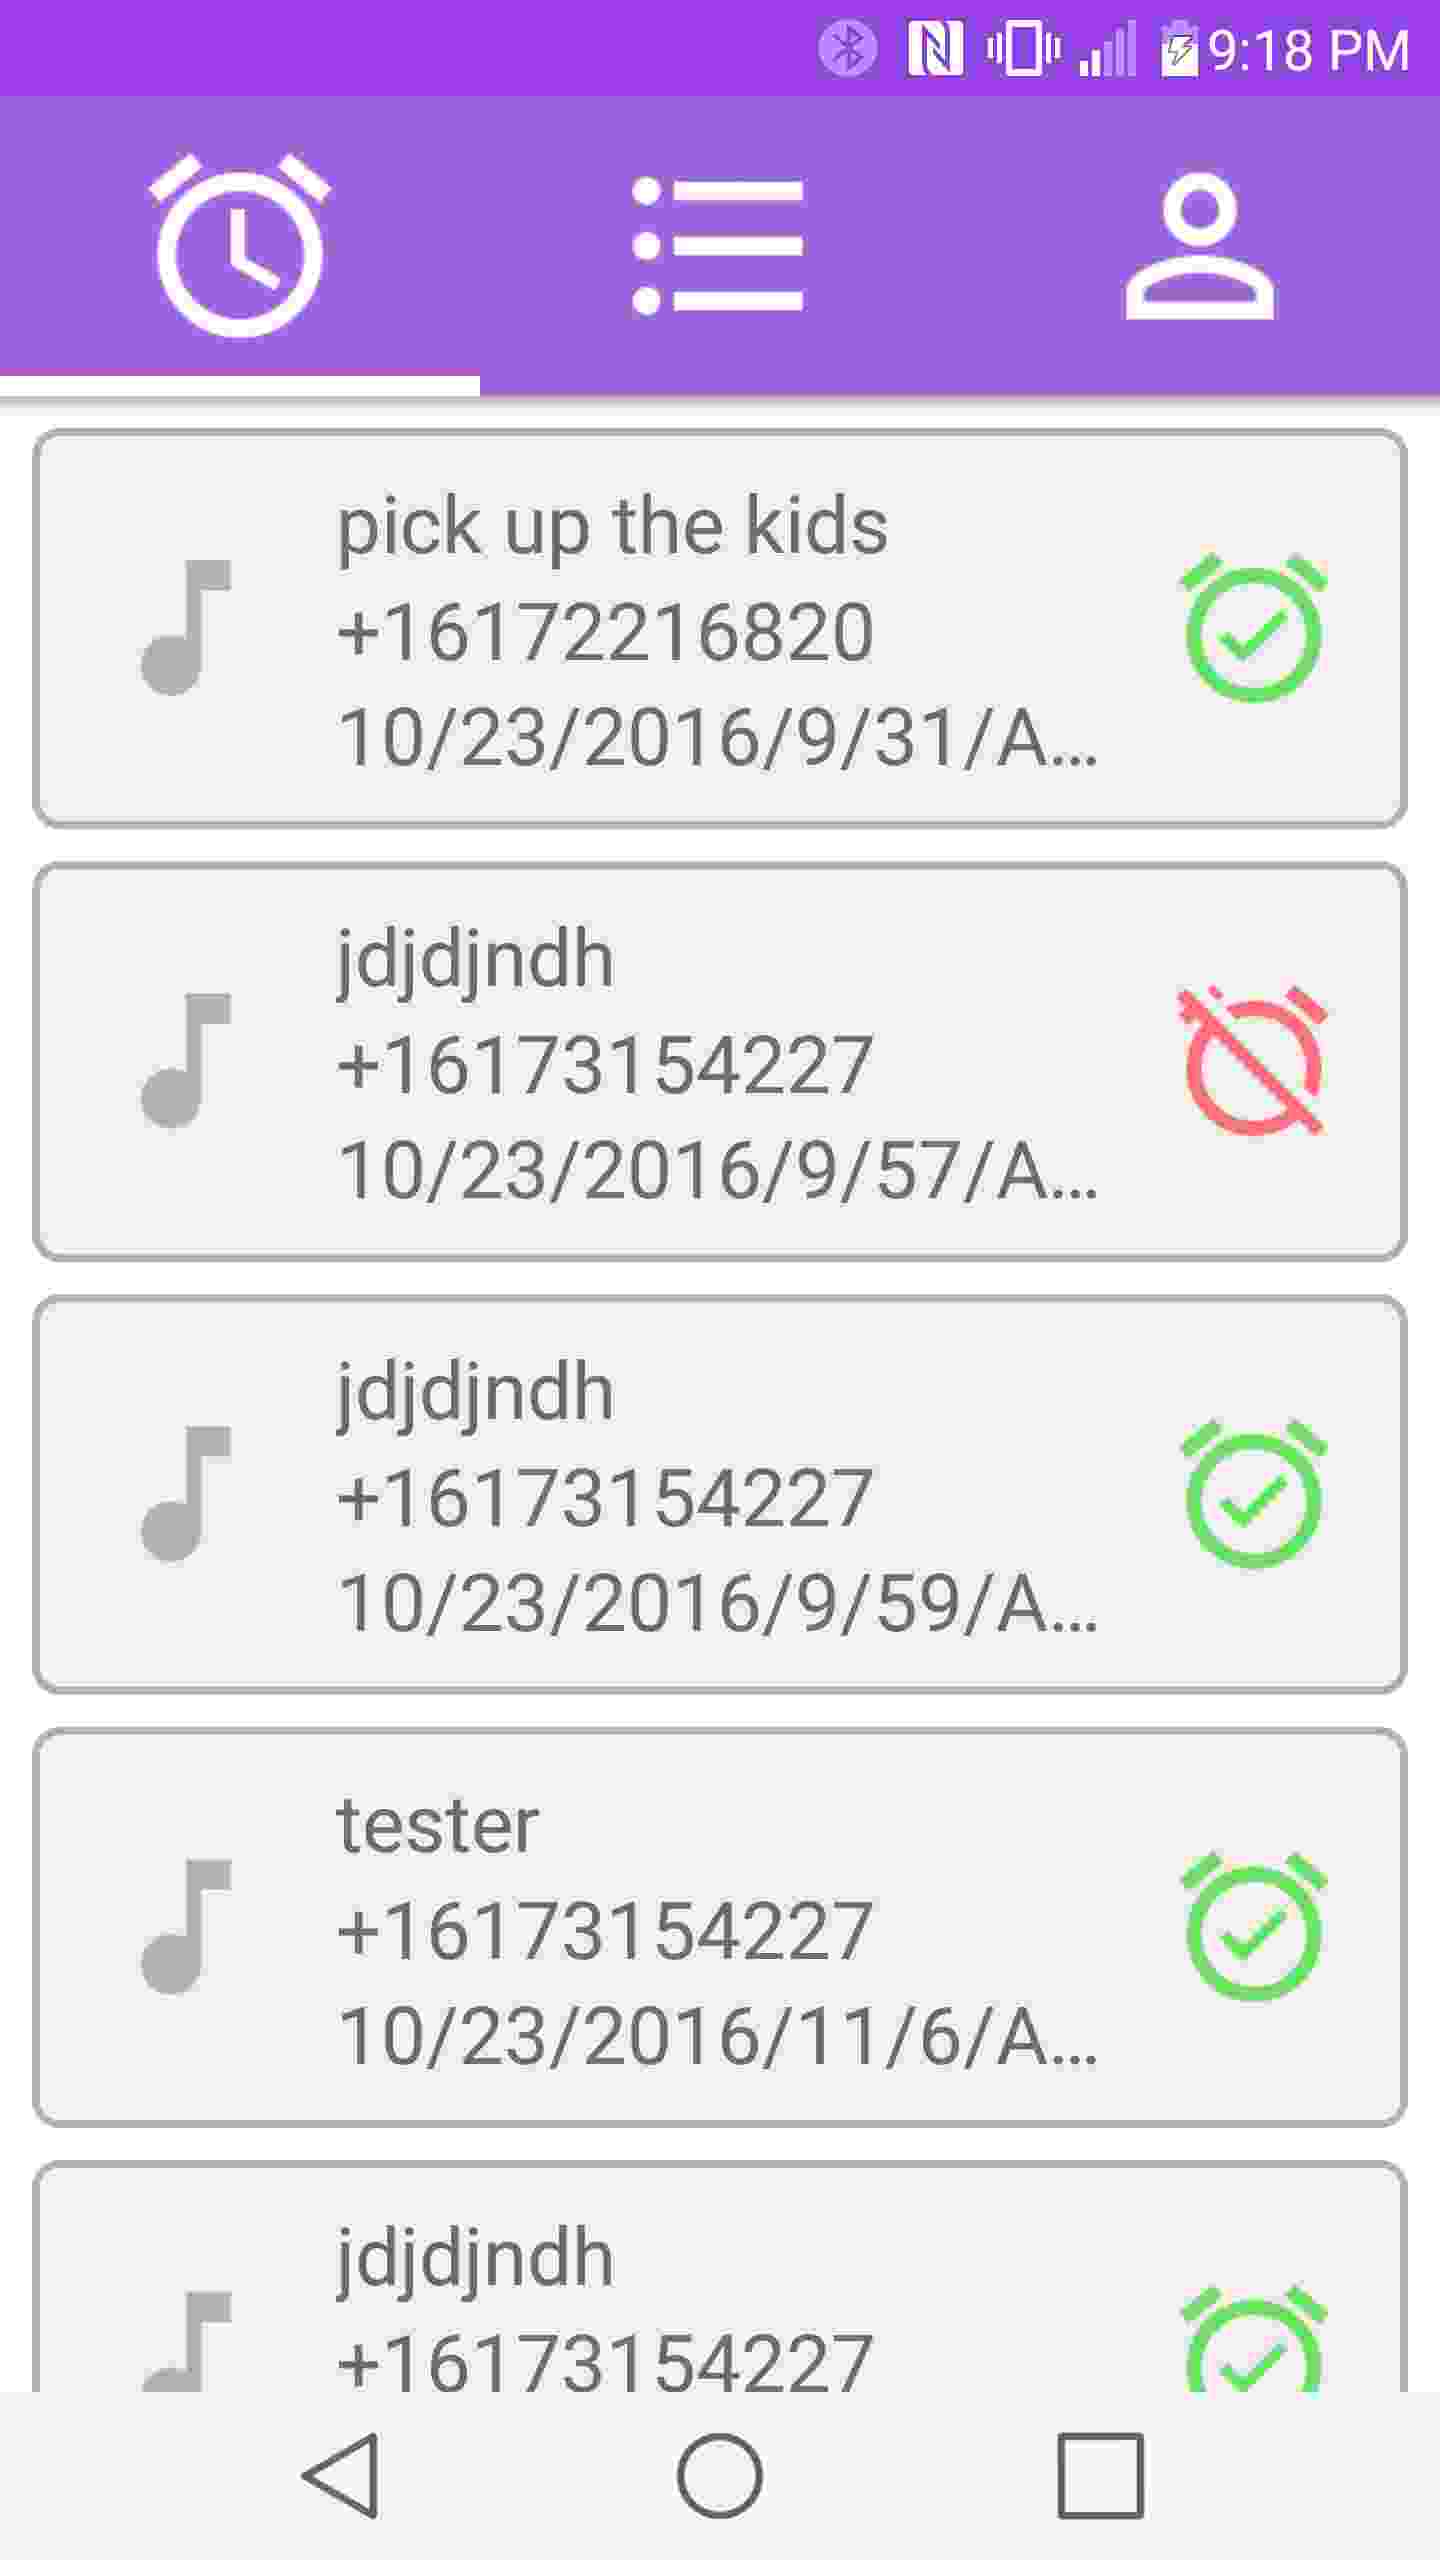 9:18 PM
pick up the kids
+16172216820
10/23/2016/9/31/A...
jdjdjndh
+16173154227
10/23/2016/9/57/A...
jdjdjndh
+16173154227
10/23/2016/9/59/A...
tester
+16173154227
10/23/2016/11/6/A...
jdjdjndh
+16173154227